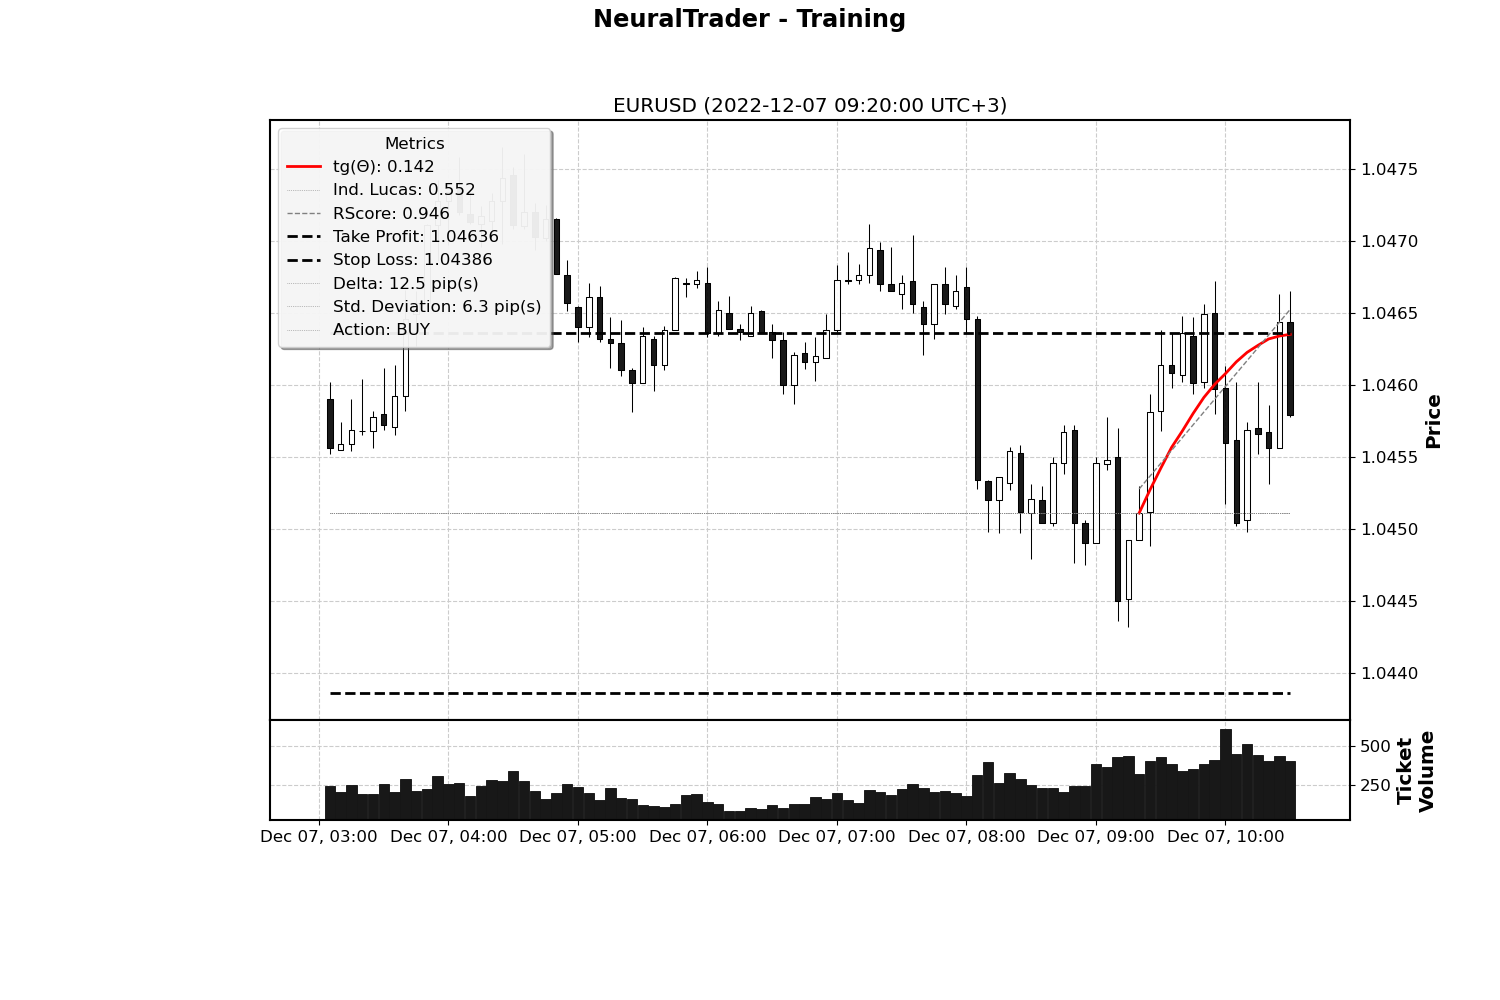 NeuralTrader - Training
EURUSD (2022-12-07 09:20:00 UTC+3)
Metrics
tg(Θ): 0.142
Ind. Lucas: 0.552
RScore: 0.946
Take Profit: 1.04636
Stop Loss: 1.04386
Delta: 12.5 pip(s)
Std. Deviation: 6.3 pip(s)
Action: BUY
1.0475
1.0470
1.0465
1.0460
1.0455
1.0450
1.0445
1.0440
Price
500
250
Ticket
Volume
Dec 07, 03:00 Dec 07, 04:00 Dec 07, 05:00 Dec 07, 06:00 Dec 07, 07:00 Dec 07, 08:00 Dec 07, 09:00 Dec 07, 10:00